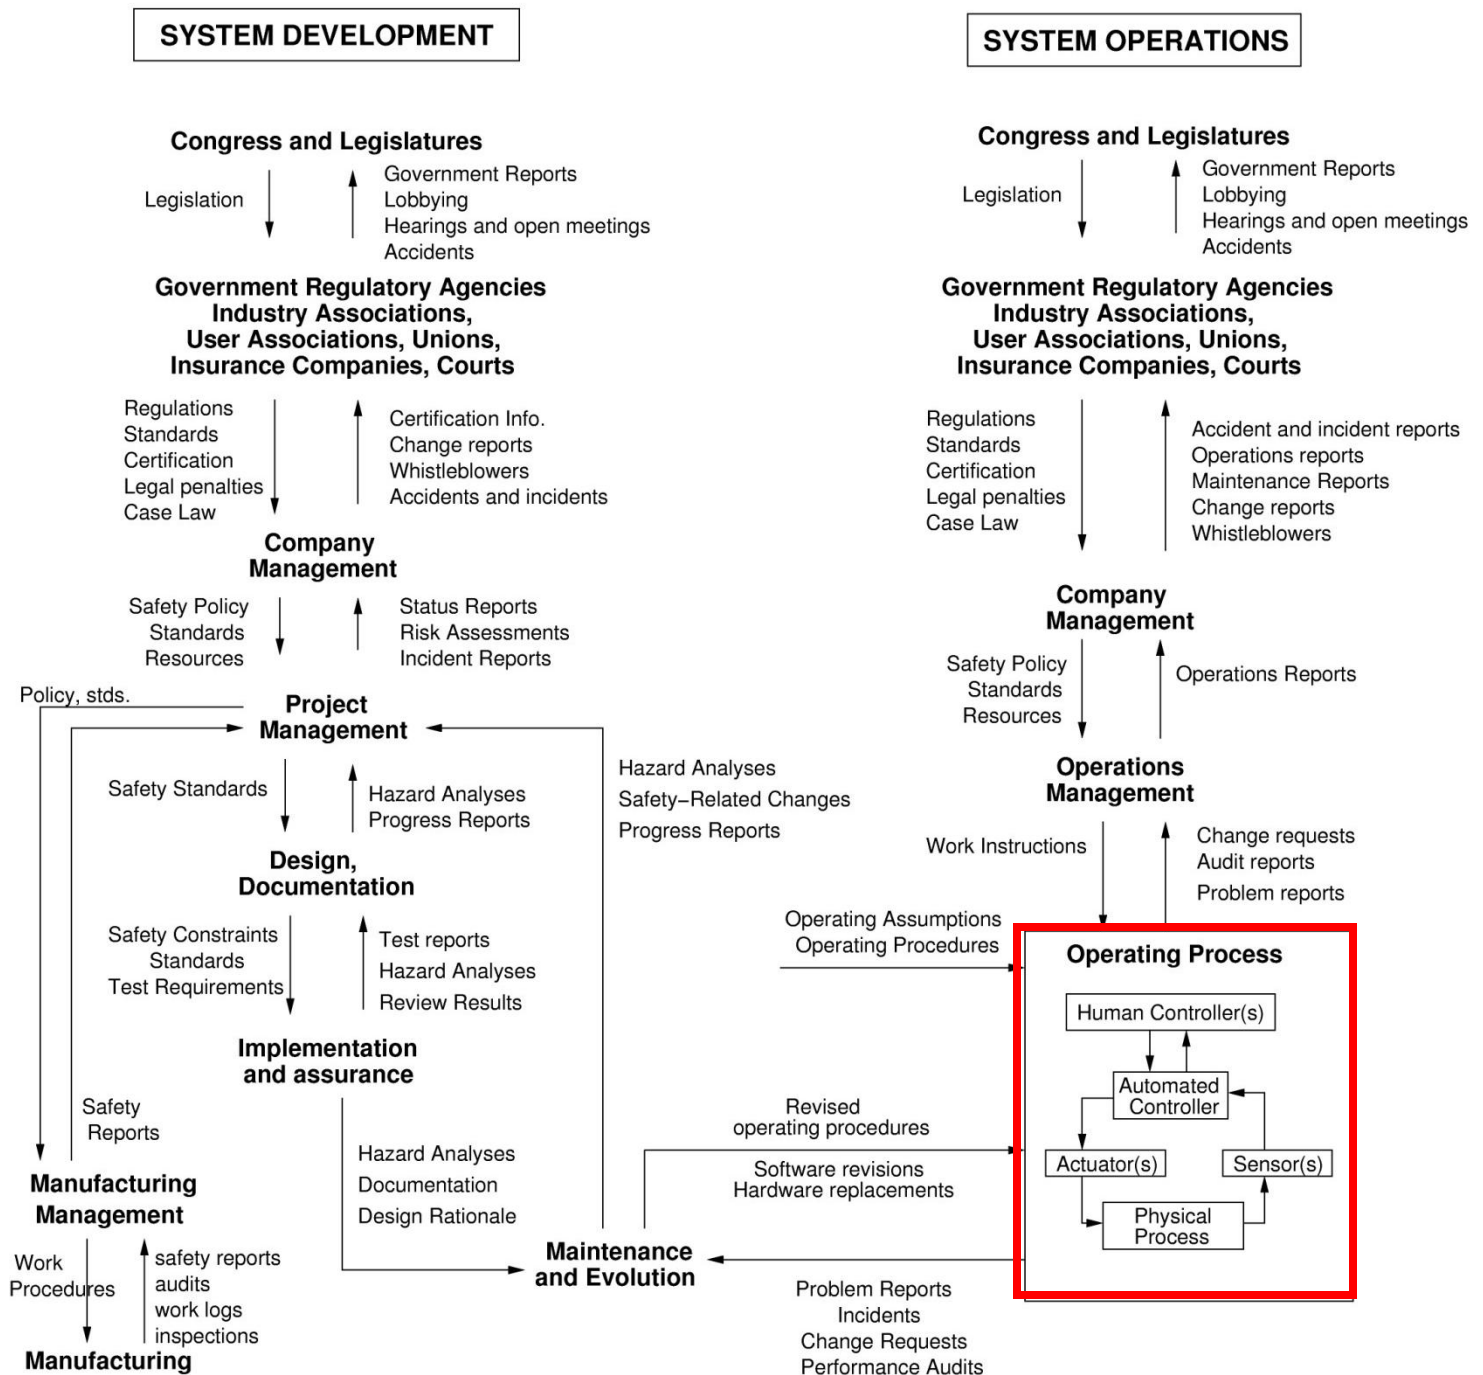 SYSTEM DEVELOPMENT
Congress and Legislatures
Legislation
Government Reports
Lobbying
Hearings and open meetings
Accidents
Government Regulatory Agencies
Industry Associations,
User Associations, Unions,
Insurance Companies, Courts
Regulations
Standards
Certification
Legal penalties
Case Law
Certification Info.
Change reports
Whistleblowers
Accidents and incidents
Company
Management
Safety Policy
Standards
Resources
Status Reports
Risk Assessments
Incident Reports
Policy, stds.
Project
Management
Safety Standards
Hazard Analyses
Progress Reports
Hazard Analyses
Safety−Related Changes
Progress Reports
Design,
Documentation
Safety Constraints
Standards
Test Requirements
Test reports
Hazard Analyses
Review Results
Implementation
and assurance
Safety
Reports
Hazard Analyses
Documentation
Design Rationale
Manufacturing
Management
Work
Procedures
safety reports
audits
work logs
inspections
Manufacturing
Maintenance
and Evolution
SYSTEM OPERATIONS
Congress and Legislatures
Legislation
Government Reports
Lobbying
Hearings and open meetings
Accidents
Government Regulatory Agencies
Industry Associations,
User Associations, Unions,
Insurance Companies, Courts
Regulations
Standards
Certification
Legal penalties
Case Law
Accident and incident reports
Operations reports
Maintenance Reports
Change reports
Whistleblowers
Company
Management
Safety Policy
Standards
Resources
Operations Reports
Operations
Management
Work Instructions
Change requests
Audit reports
Problem reports
Operating Assumptions
Operating Procedures
Operating Process
Human Controller(s)
Automated
Controller
Actuator(s)
Sensor(s)
Physical
Process
Revised
operating procedures
Software revisions
Hardware replacements
Problem Reports
Incidents
Change Requests
Performance Audits